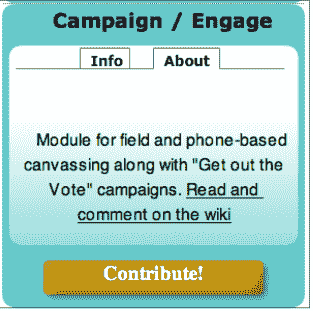 Campaign / Engage
Info About
Module for field and phone-based
canvassing along with "Get out the
Vote" campaigns. Read and
comment on the wiki
Contribute!